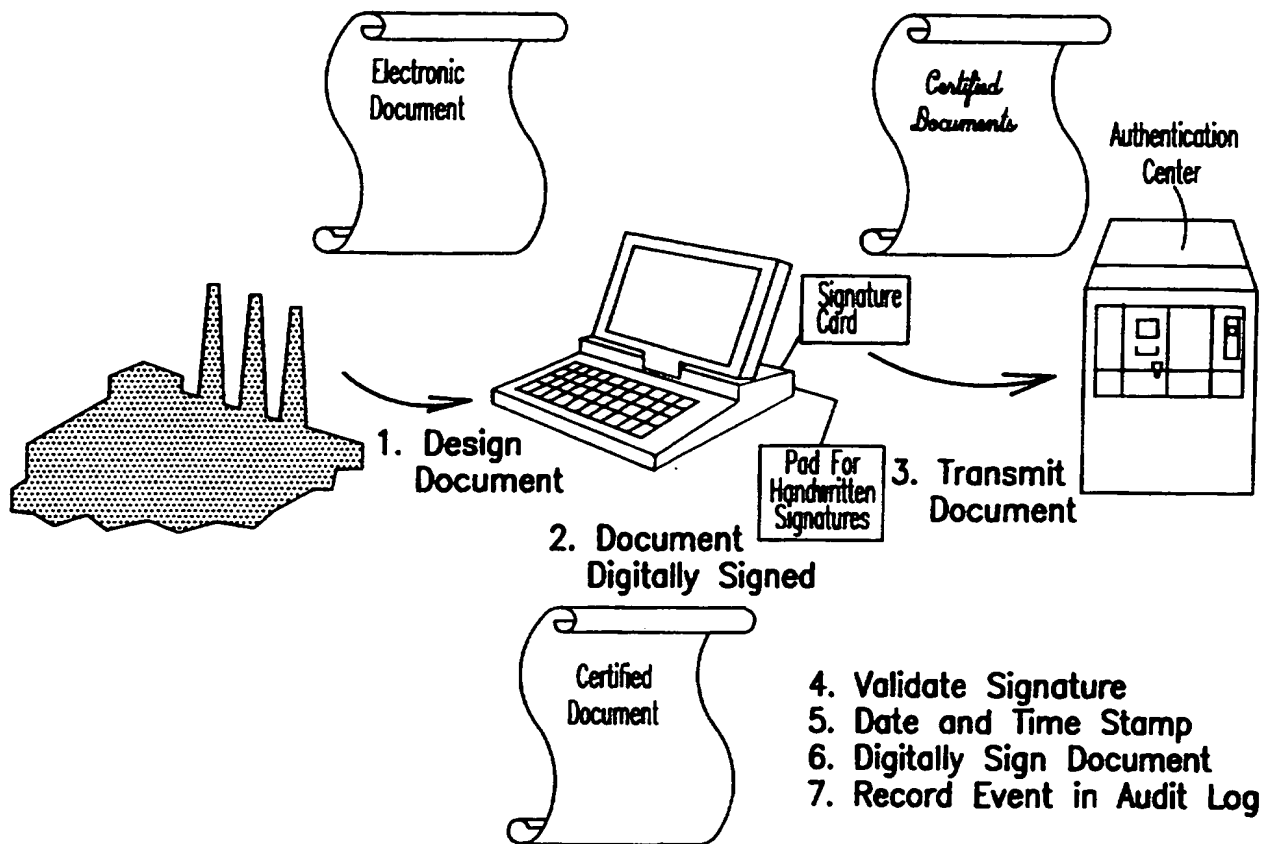 Electronic
Document
Certified
Documents
Authentication
Center
Signature
Card
1. Design
Document
Pad For
Handwritten
Signatures
3. Transmit
Document
2. Document
Digitally Signed
Certified
Document
4. Validate Signature
5. Date and Time Stamp
6. Digitally Sign Document
7. Record Event in Audit Log